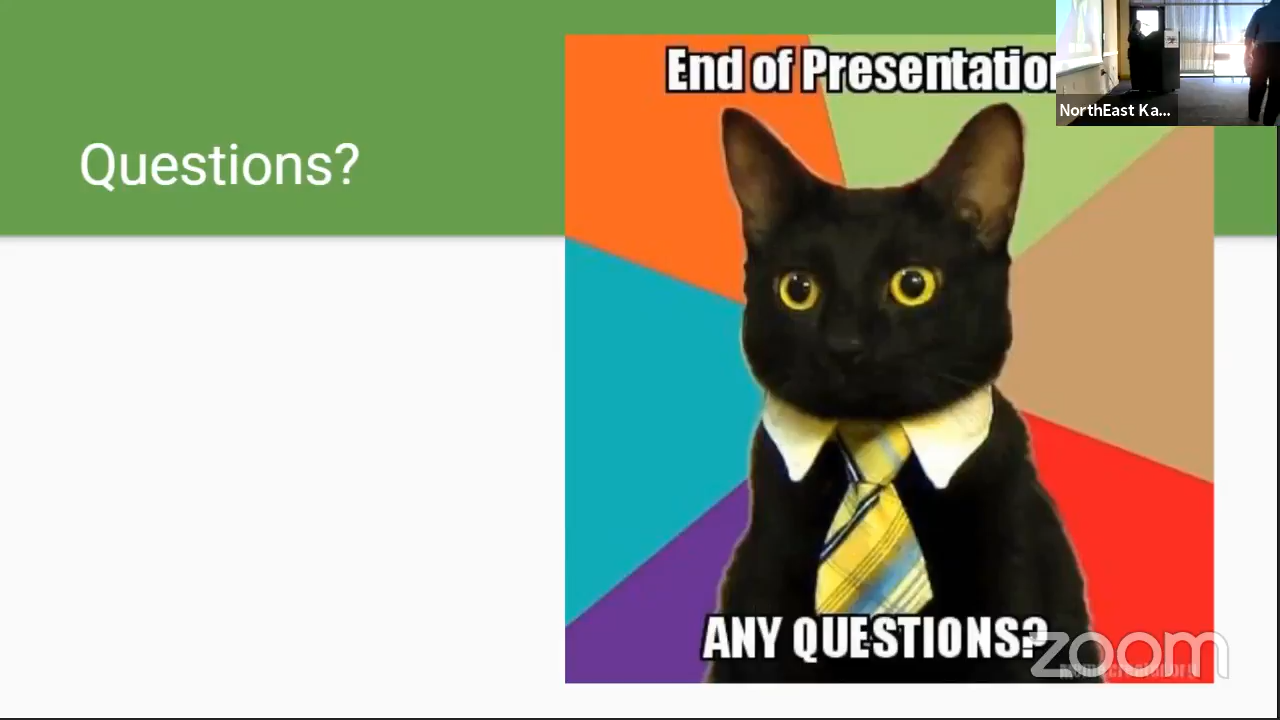 Questions?
End of Presentatio
NorthEast Ka...
ANY QUESTIONS?
zoom